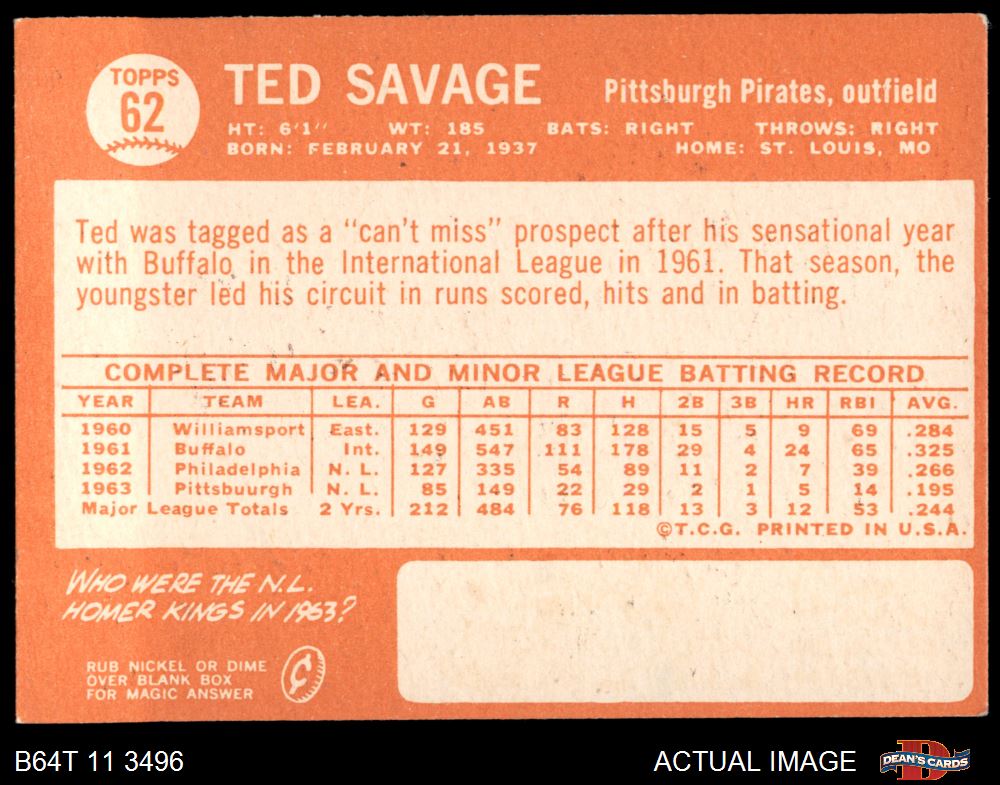 TOPPS
62
TED SAVAGE
Pittsburgh Pirates, outfield
HT: 6'1" WT: 185 BATS: RIGHT THROWS: RIGHT
BORN: FEBRUARY 21, 1937 HOME: ST. LOUIS, MO
Ted was tagged as a "can't miss" prospect after his sensational year
with Buffalo in the International League in 1961. That season, the
youngster led his circuit in runs scored, hits and in batting.
COMPLETE MAJOR AND MINOR LEAGUE BATTING RECORD
YEAR TEAM LEA. G AB R H 2B 3B HR RBI AVG.
1960 Williamsport East. 129 451 83 128 15 5 9 69 .284
1961 Buffalo Int. 149 547 111 178 29 4 24 65 .325
1962 Philadelphia N. L. 127 335 54 89 11 2 7 39 .266
1963 Pittsbuurgh N. L. 85 149 22 29 2 1 5 14 .195
Major League Totals 2 Yrs. 212 484 76 118 13 3 12 53 .244
©T.C.G. PRINTED IN U.S.A.
WHO WERE THE N.L.
HOMER KINGS IN 1963?
RUB NICKEL OR DIME
OVER BLANK BOX
FOR MAGIC ANSWER
¢
B64T 11 3496 ACTUAL IMAGE
D
DEAN'S CARDS